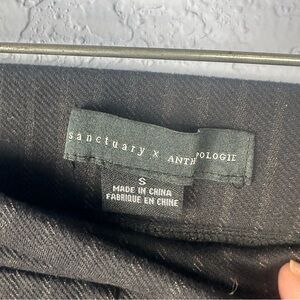 sanctuary x ANTHROPOLOGIE
S
MADE IN CHINA
FABRIQUE EN CHINE